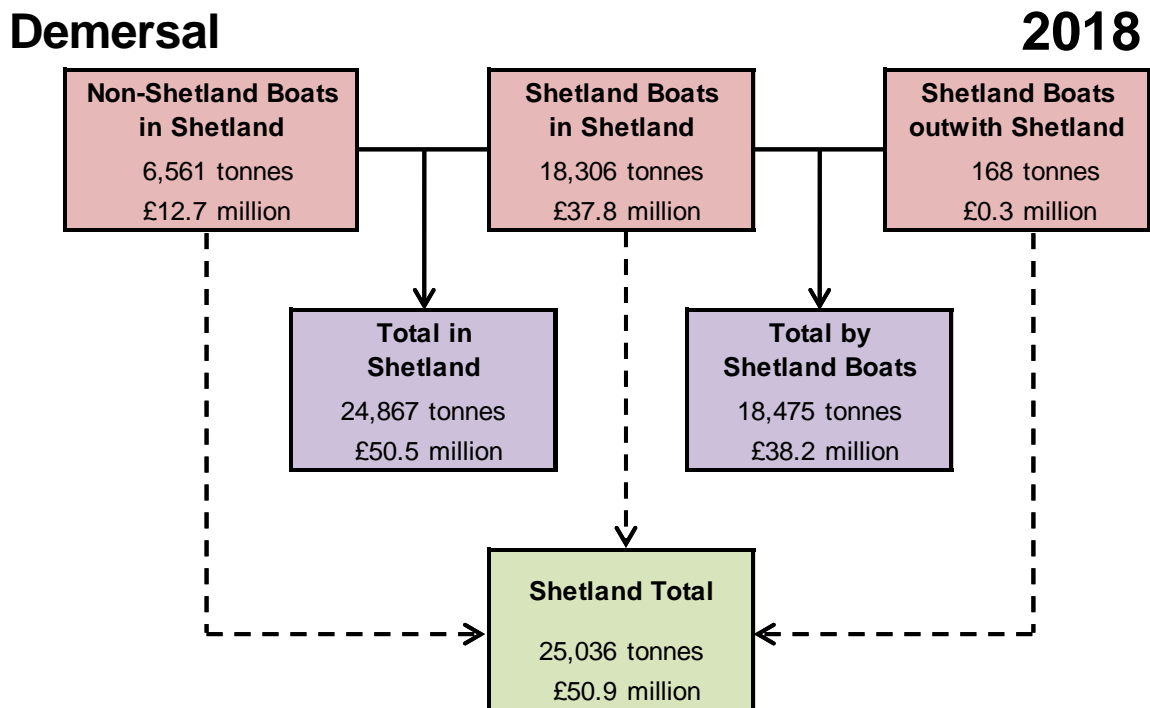 Demersal
2018
Non-Shetland Boats
in Shetland
6,561 tonnes
£12.7 million
Shetland Boats
in Shetland
18,306 tonnes
£37.8 million
Shetland Boats
outwith Shetland
168 tonnes
£0.3 million
Total in
Shetland
24,867 tonnes
£50.5 million
Total by
Shetland Boats
18,475 tonnes
£38.2 million
Shetland Total
25,036 tonnes
£50.9 million